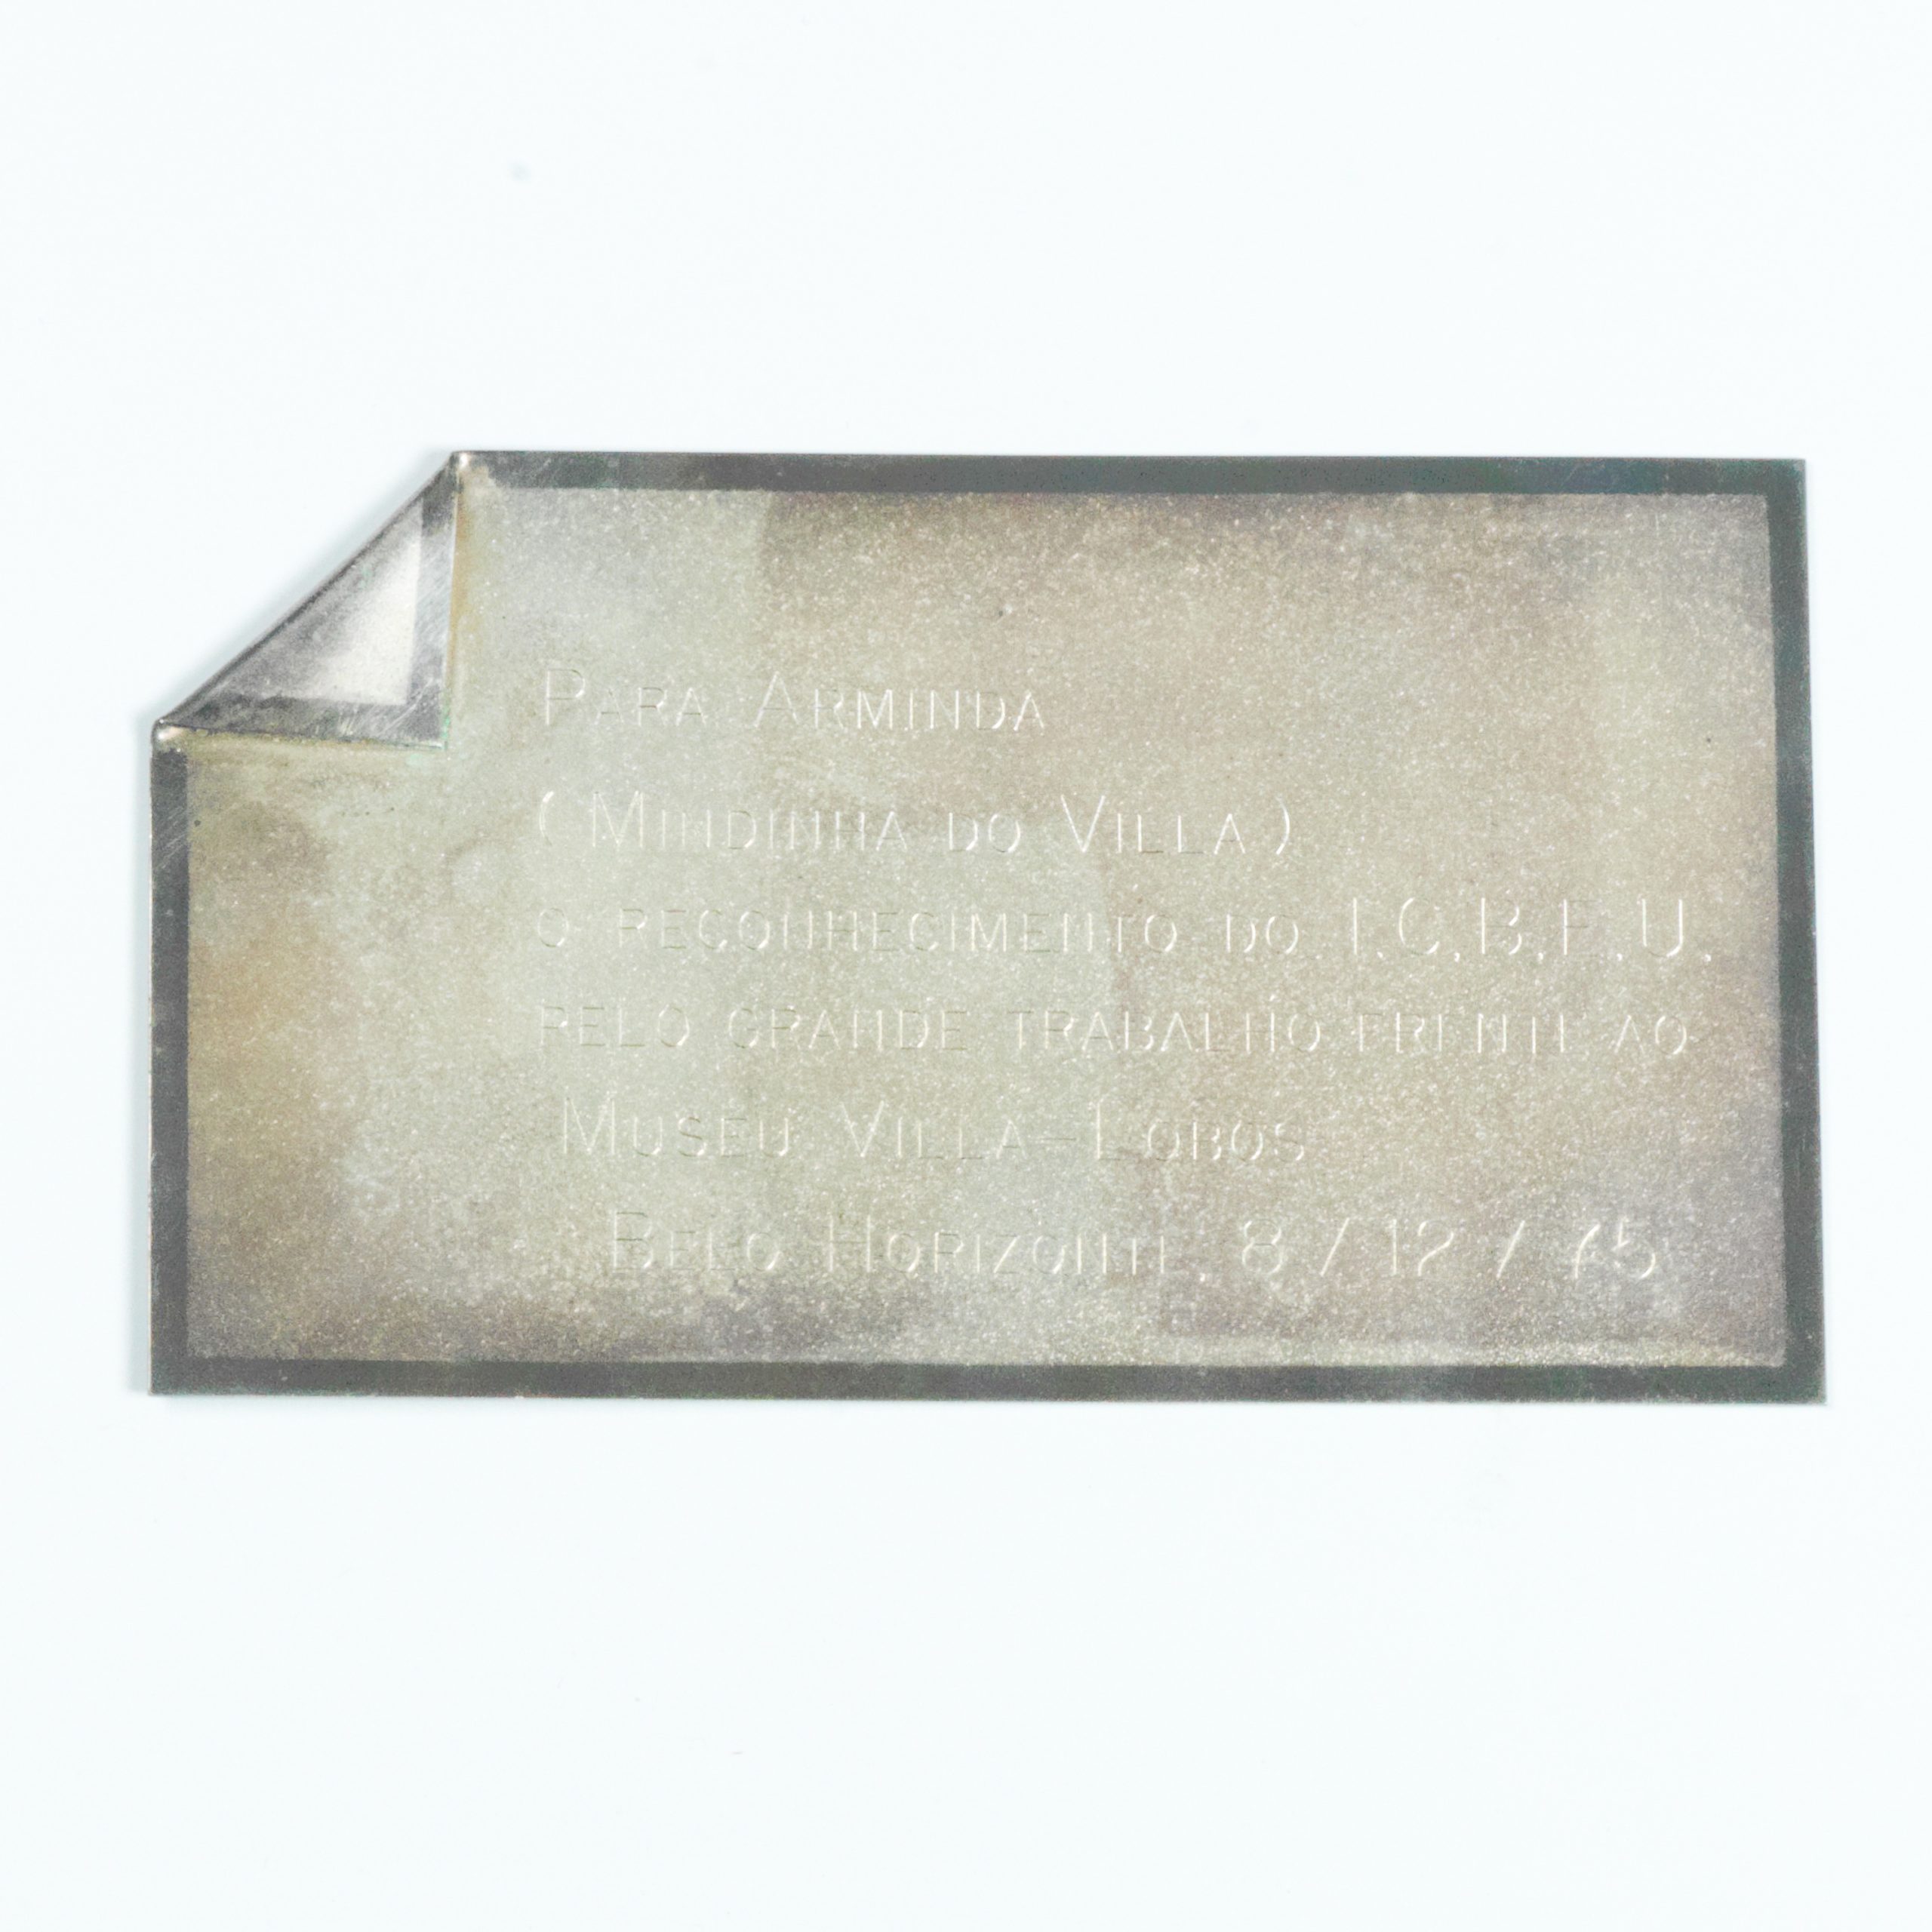 Para Arminda
(Mindinha do Villa)
o reconhecimento do I.C.B.E.U.
pelo grande trabalho frente ao
Museu Villa-Lobos
Belo Horizonte, 8/12/75